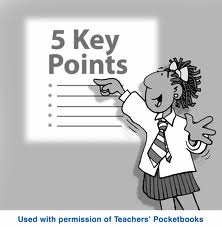 5 Key
Points
Used with permission of Teachers' Pocketbooks